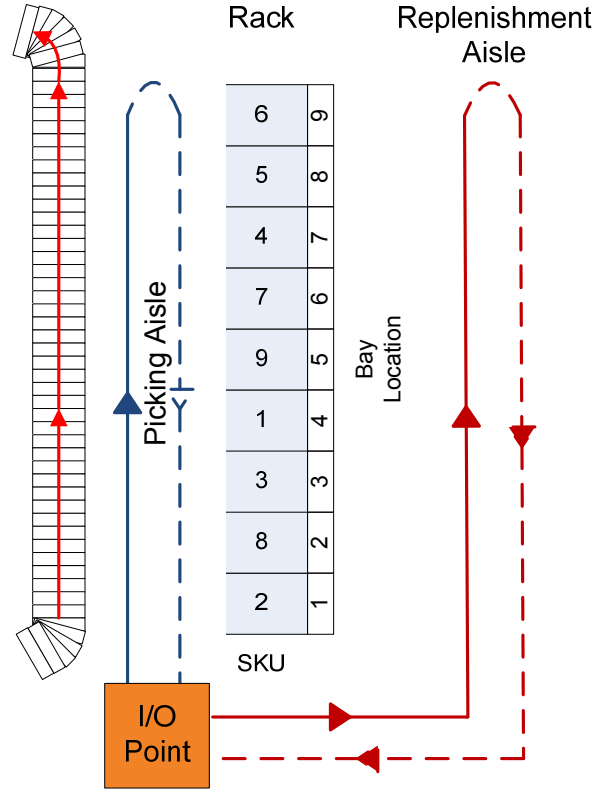 Rack
Replenishment
Aisle
6 9
5 8
4 7
7 6
9 5
1 4
3 3
8 2
2 1
Picking Aisle
Bay
Location
SKU
I/O
Point